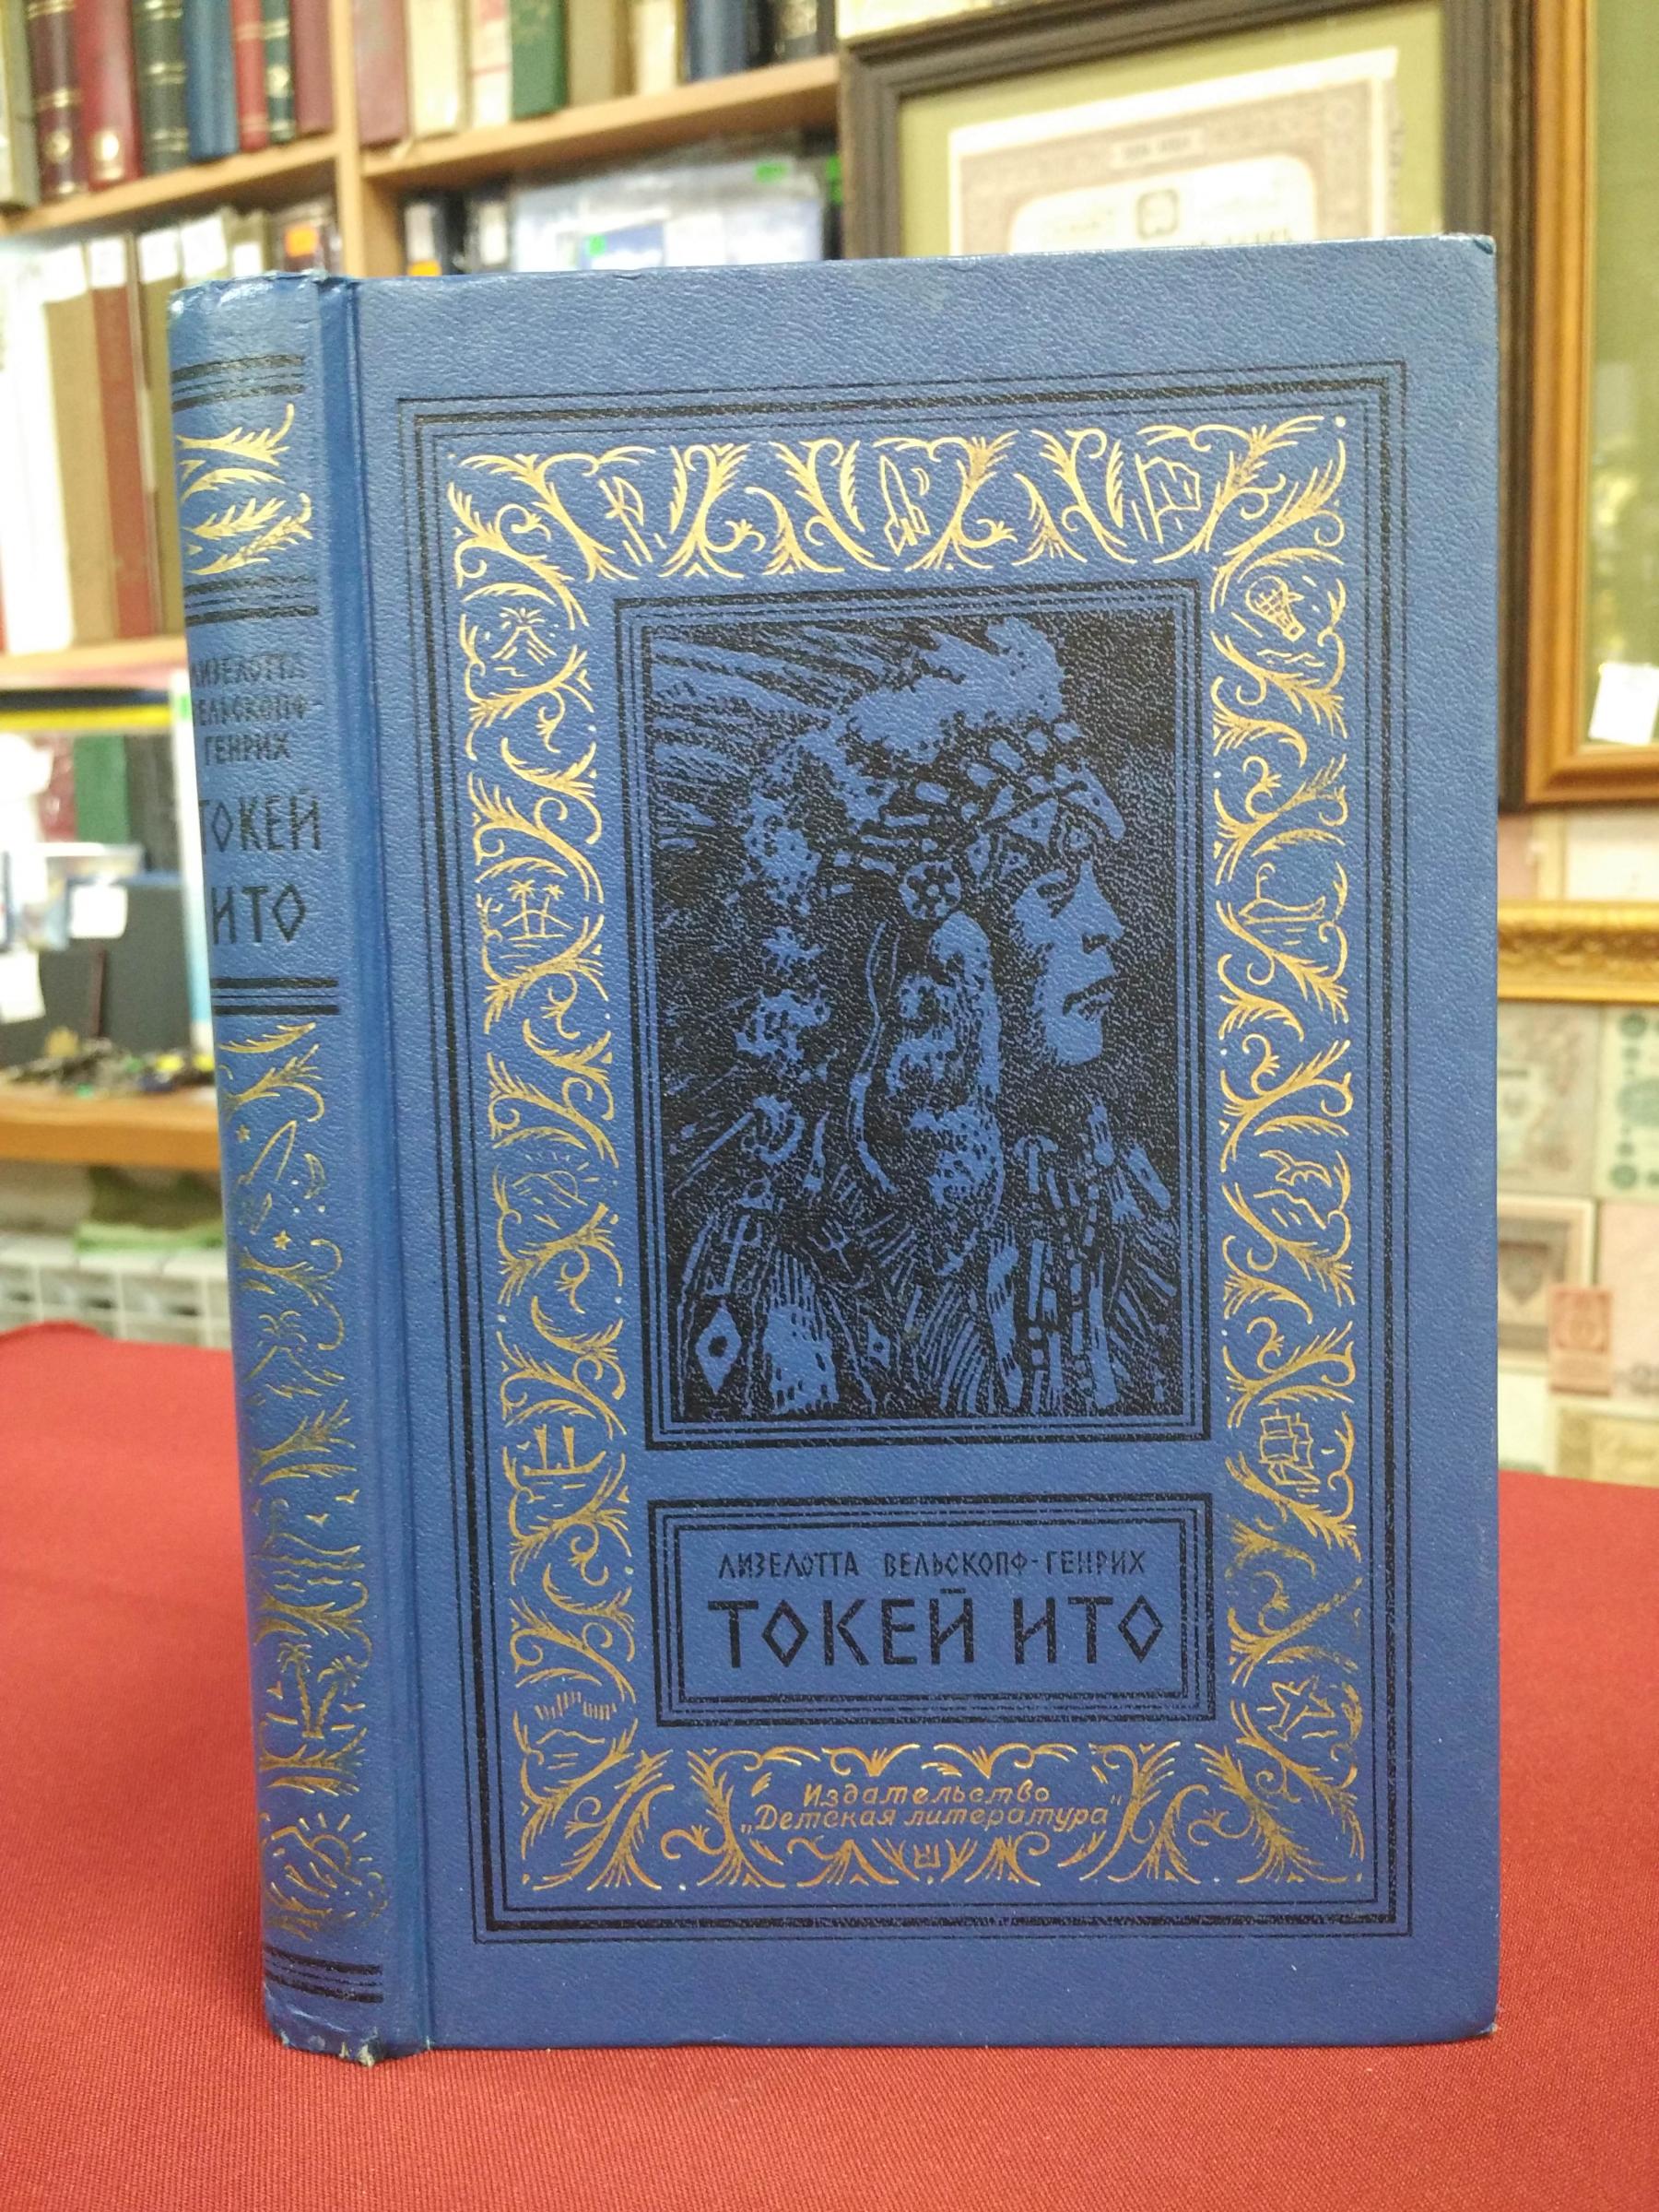 ЛИЗЕЛОТТА
ВЕЛЬСКОПФ-
ГЕНРИХ
ТОКЕЙ
ИТО
ЛИЗЕЛОТТА ВЕЛЬСКОПФ-ГЕНРИХ
ТОКЕЙ ИТО
Издательство
„Детская литература"